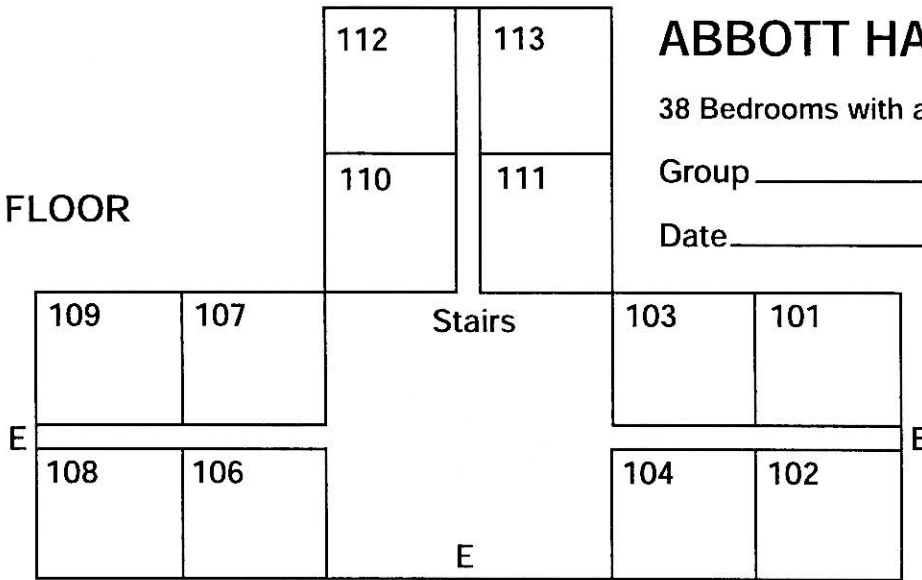 112 113
ABBOTT HA
38 Bedrooms with a
110 111
Group
FLOOR
Date
109 107 Stairs 103 101
E E
108 106 104 102
E